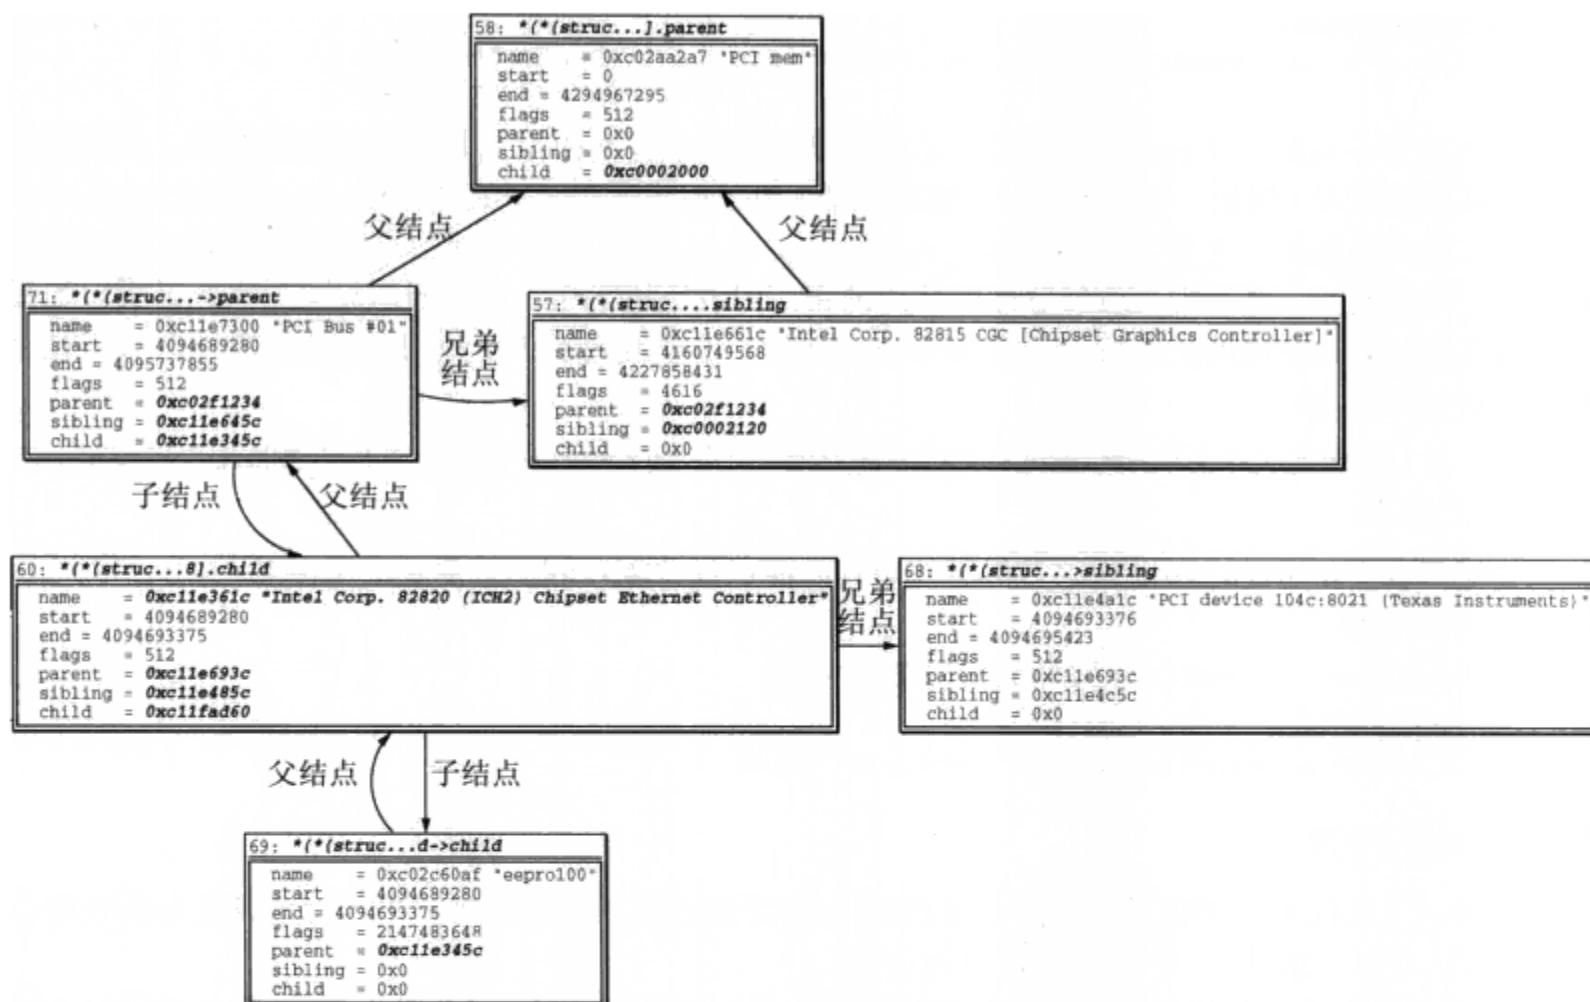 58: *(*(struc...].parent
name = 0xc02aa2a7 "PCI mem"
start = 0
end = 4294967295
flags = 512
parent = 0x0
sibling = 0x0
child = 0xc0002000
父结点
父结点
71: *(*(struc...->parent
name = 0xc11e7300 "PCI Bus #01"
start = 4094689280
end = 4095737855
flags = 512
parent = 0xc02f1234
sibling = 0xc11e645c
child = 0xc11e345c
兄弟
结点
57: *(*(struc....sibling
name = 0xc11e661c "Intel Corp. 82815 CGC [Chipset Graphics Controller]"
start = 4160749568
end = 4227858431
flags = 4616
parent = 0xc02f1234
sibling = 0xc0002120
child = 0x0
子结点
父结点
60: *(*(struc...8].child
name = 0xc11e361c "Intel Corp. 82820 (ICH2) Chipset Ethernet Controller"
start = 4094689280
end = 4094693375
flags = 512
parent = 0xc11e693c
sibling = 0xc11e485c
child = 0xc11fad60
兄弟
结点
68: *(*(struc...>sibling
name = 0xc11e4a1c "PCI device 104c:8021 (Texas Instruments)"
start = 4094693376
end = 4094695423
flags = 512
parent = 0xc11e693c
sibling = 0xc11e4c5c
child = 0x0
父结点
子结点
69: *(*(struc...d->child
name = 0xc02c60af "eepro100"
start = 4094689280
end = 4094693375
flags = 2147483648
parent = 0xc11e345c
sibling = 0x0
child = 0x0